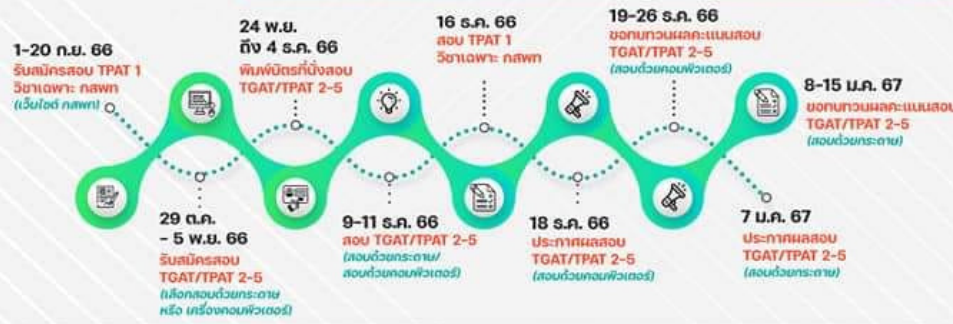 1-20 ก.ย. 66
รับสมัครสอบ TPAT 1
วิชาเฉพาะ กสพท
(เว็บไซต์ กสพท)
29 ต.ค.
- 5 พ.ย. 66
รับสมัครสอบ
TGAT/TPAT 2-5
(เลือกสอบด้วยกระดาษ
หรือ เครื่องคอมพิวเตอร์)
24 พ.ย.
ถึง 4 ธ.ค. 66
พิมพ์บัตรที่นั่งสอบ
TGAT/TPAT 2-5
9-11 ธ.ค. 66
สอบ TGAT/TPAT 2-5
(สอบด้วยกระดาษ/
สอบด้วยคอมพิวเตอร์)
16 ธ.ค. 66
สอบ TPAT 1
วิชาเฉพาะ กสพท
18 ธ.ค. 66
ประกาศผลสอบ
TGAT/TPAT 2-5
(สอบด้วยคอมพิวเตอร์)
19-26 ธ.ค. 66
ขอทบทวนผลคะแนนสอบ
TGAT/TPAT 2-5
(สอบด้วยคอมพิวเตอร์)
7 ม.ค. 67
ประกาศผลสอบ
TGAT/TPAT 2-5
(สอบด้วยกระดาษ)
8-15 ม.ค. 67
ขอทบทวนผลคะแนนสอบ
TGAT/TPAT 2-5
(สอบด้วยกระดาษ)